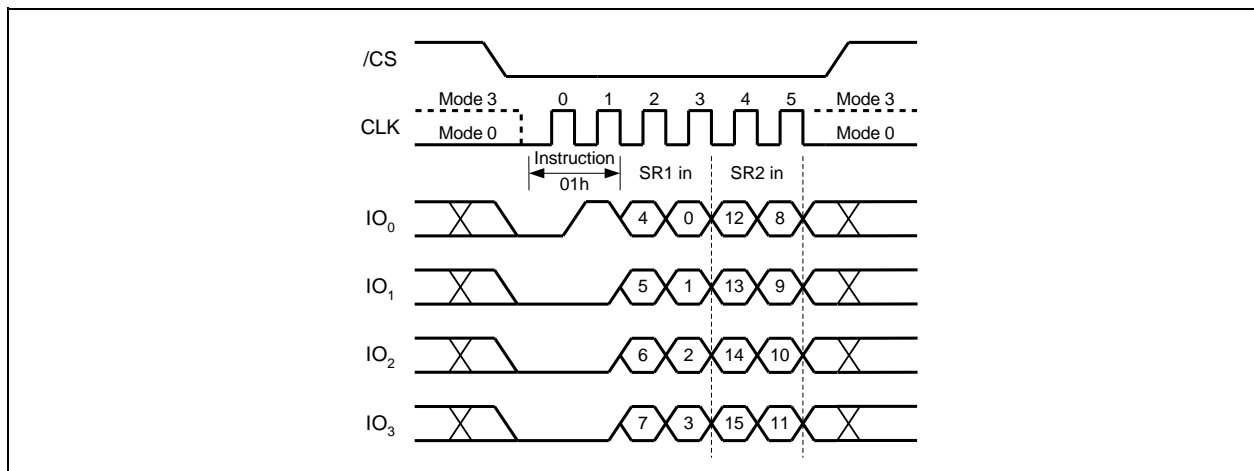 /CS
Mode 3 0 1 2 3 4 5 Mode 3
CLK
Mode 0 Mode 0
Instruction
01h
SR1 in SR2 in
IO0 4 0 12 8
IO1 5 1 13 9
IO2 6 2 14 10
IO3 7 3 15 11